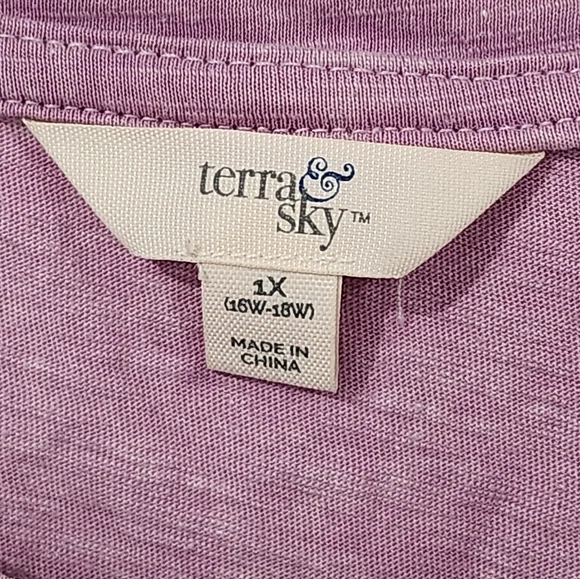 terra&
sky™
1X
(16W-18W)
MADE IN
CHINA